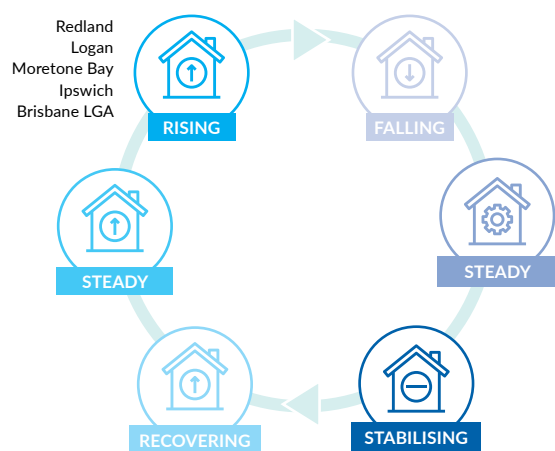 Redland
Logan
Moretone Bay
Ipswich
Brisbane LGA
RISING
FALLING
STEADY
STEADY
RECOVERING
STABILISING